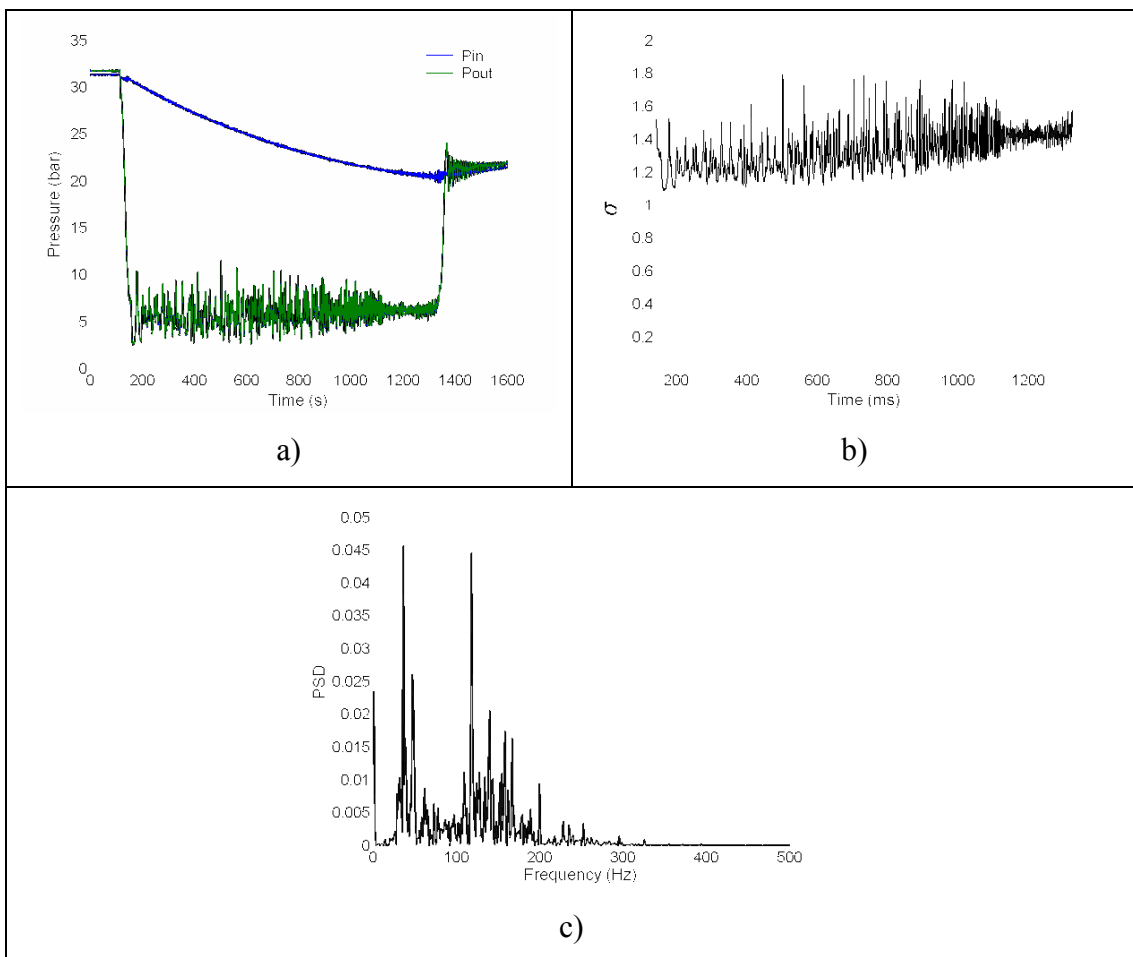 35
30
25
20
15
10
5
0
Pressure (bar)
Pin
Pout
0 200 400 600 800 1000 1200 1400 1600
Time (s)
a)
2
1.8
1.6
1.4
1.2
1
0.8
0.6
0.4
0.2
σ
200 400 600 800 1000 1200
Time (ms)
b)
0.05
0.045
0.04
0.035
0.03
0.025
0.02
0.015
0.01
0.005
0
PSD
0 100 200 300 400 500
Frequency (Hz)
c)